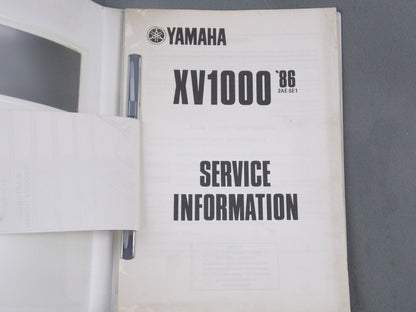 YAMAHA
XV1000 '86
2AE-SE1
SERVICE
INFORMATION